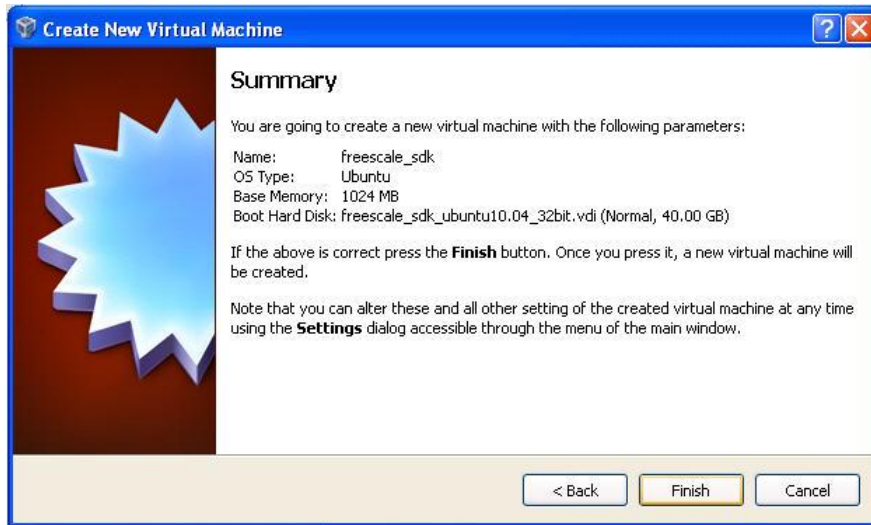 Create New Virtual Machine
Summary
You are going to create a new virtual machine with the following parameters:
Name: freescale_sdk
OS Type: Ubuntu
Base Memory: 1024 MB
Boot Hard Disk: freescale_sdk_ubuntu10.04_32bit.vdi (Normal, 40.00 GB)
If the above is correct press the Finish button. Once you press it, a new virtual machine will
be created.
Note that you can alter these and all other setting of the created virtual machine at any time
using the Settings dialog accessible through the menu of the main window.
< Back Finish Cancel